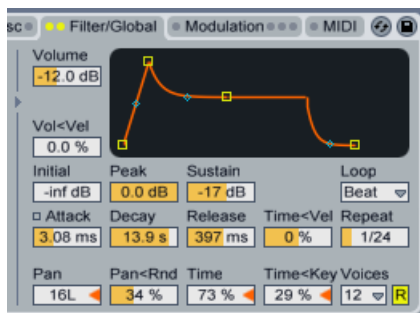 sc Filter/Global Modulation MIDI
Volume
-12.0 dB
Vol<Vel
0.0 %
Initial Peak Sustain Loop
-inf dB 0.0 dB -17 dB Beat
Attack Decay Release Time<Vel Repeat
3.08 ms 13.9 s 397 ms 0 % 1/24
Pan Pan<Rnd Time Time<Key Voices
16L 34 % 73 % 29 % 12 R